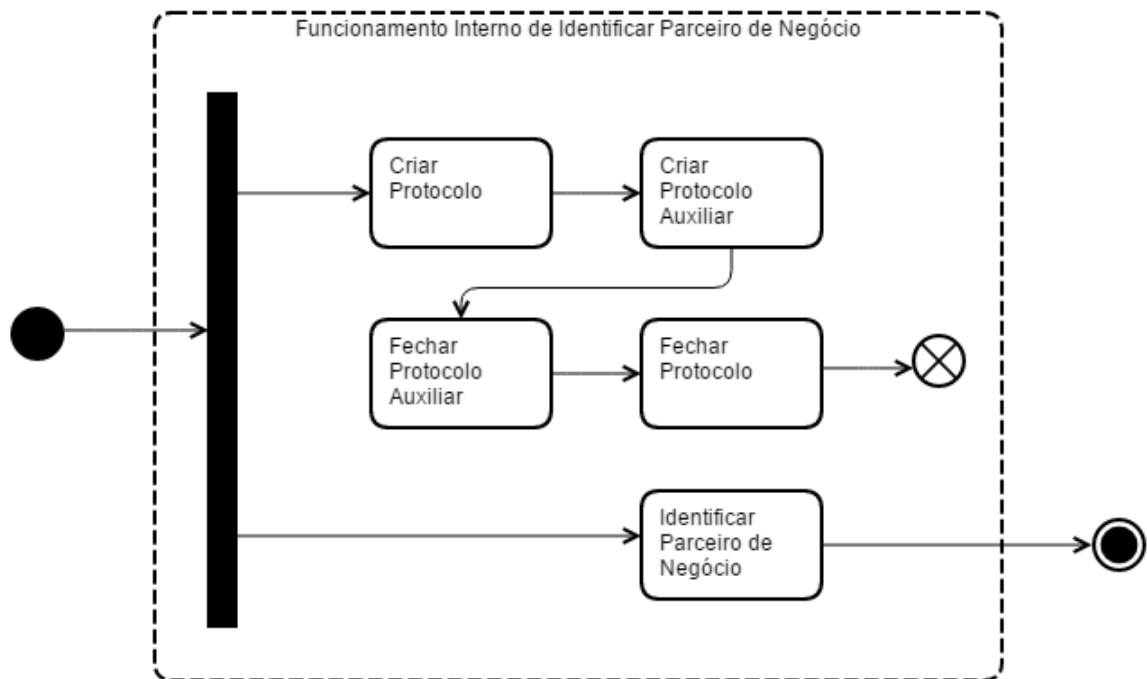 Funcionamento Interno de Identificar Parceiro de Negócio
Criar
Protocolo
Criar
Protocolo
Auxiliar
Fechar
Protocolo
Auxiliar
Fechar
Protocolo
Identificar
Parceiro de
Negócio